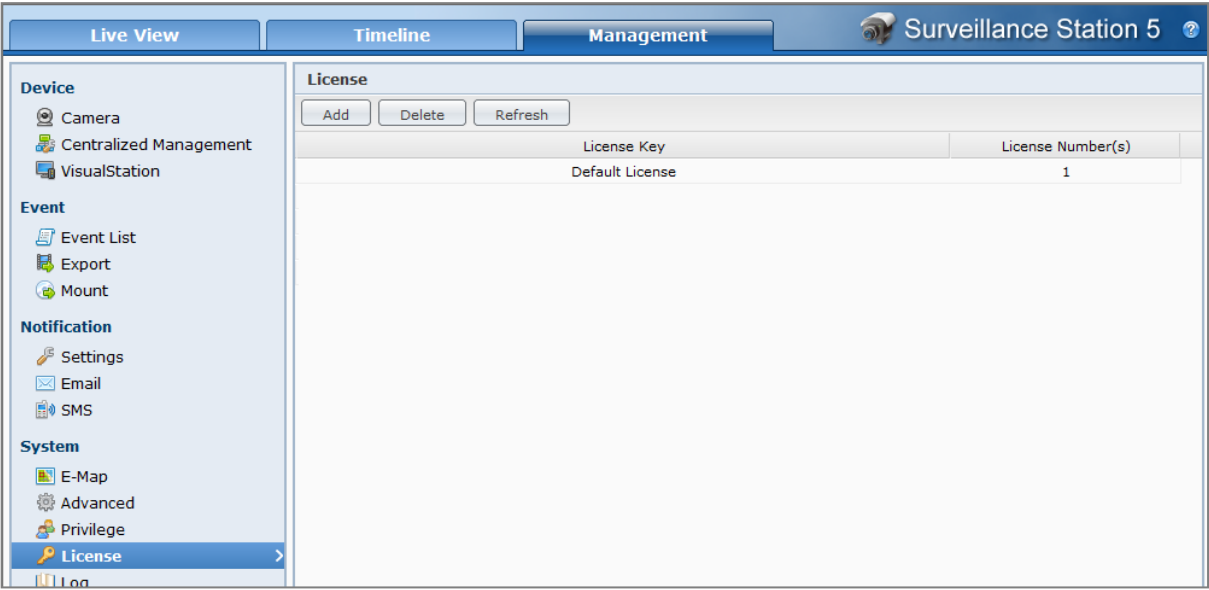 Live View
Timeline
Management
Surveillance Station 5
?
Device
Camera
Centralized Management
VisualStation
Event
Event List
Export
Mount
Notification
Settings
Email
SMS
System
E-Map
Advanced
Privilege
License
Log
License
Add Delete Refresh
License Key License Number(s)
Default License 1